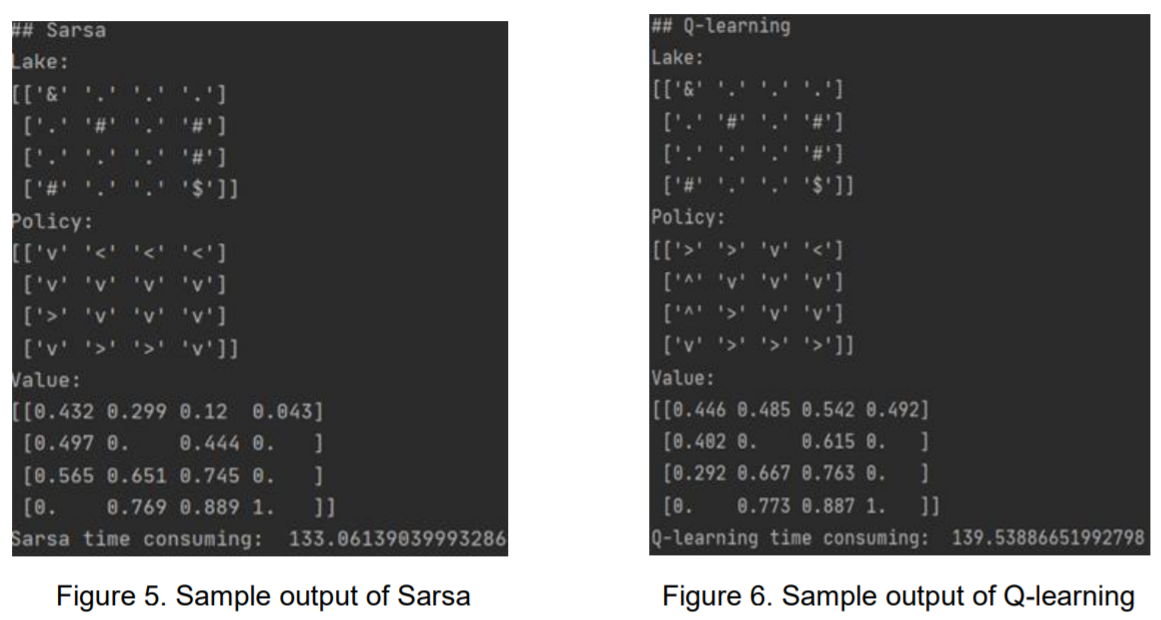 ## Sarsa
Lake:
[['&' '.' '.' '.']
['.' '#' '.' '#']
['.' '.' '.' '#']
['#' '.' '.' '$']]
Policy:
[['v' '<' '<' '<']
['v' 'v' 'v' 'v']
['>' 'v' 'v' 'v']
['v' '>' '>' 'v']]
Value:
[[0.432 0.299 0.12 0.043]
[0.497 0. 0.444 0. ]
[0.565 0.651 0.745 0. ]
[0. 0.769 0.889 1. ]]
Sarsa time consuming: 133.06139039993286
Figure 5. Sample output of Sarsa
## Q-learning
Lake:
[['&' '.' '.' '.']
['.' '#' '.' '#']
['.' '.' '.' '#']
['#' '.' '.' '$']]
Policy:
[['>' '>' 'v' '<']
['^' 'v' 'v' 'v']
['^' '>' 'v' 'v']
['v' '>' '>' '>']]
Value:
[[0.446 0.485 0.542 0.492]
[0.402 0. 0.615 0. ]
[0.292 0.667 0.763 0. ]
[0. 0.773 0.887 1. ]]
Q-learning time consuming: 139.53886651992798
Figure 6. Sample output of Q-learning